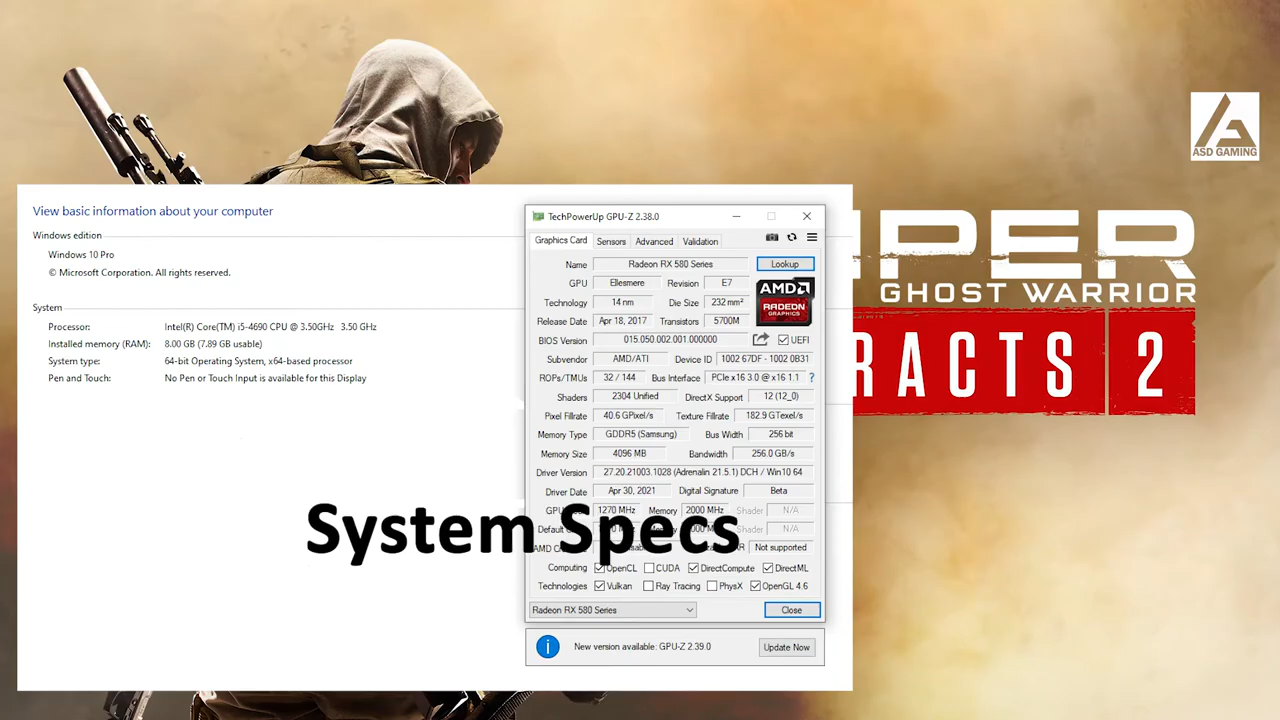 ASD GAMING
IPER
GHOST WARRIOR
RACTS 2
View basic information about your computer
Windows edition
Windows 10 Pro
© Microsoft Corporation. All rights reserved.
System
Processor: Intel(R) Core(TM) i5-4690 CPU @ 3.50GHz 3.50 GHz
Installed memory (RAM): 8.00 GB (7.89 GB usable)
System type: 64-bit Operating System, x64-based processor
Pen and Touch: No Pen or Touch Input is available for this Display
TechPowerUp GPU-Z 2.38.0
Graphics Card Sensors Advanced Validation
Name Radeon RX 580 Series Lookup
GPU Ellesmere Revision E7
AMD
RADEON
GRAPHICS
Technology 14 nm Die Size 232 mm²
Release Date Apr 18, 2017 Transistors 5700M
BIOS Version 015.050.002.001.000000 UEFI
Subvendor AMD/ATI Device ID 1002 67DF - 1002 0B31
ROPs/TMUs 32 / 144 Bus Interface PCIe x16 3.0 @ x16 1.1 ?
Shaders 2304 Unified DirectX Support 12 (12_0)
Pixel Fillrate 40.6 GPixel/s Texture Fillrate 182.9 GTexel/s
Memory Type GDDR5 (Samsung) Bus Width 256 bit
Memory Size 4096 MB Bandwidth 256.0 GB/s
Driver Version 27.20.21003.1028 (Adrenalin 21.5.1) DCH / Win10 64
Driver Date Apr 30, 2021 Digital Signature Beta
GPU 1270 MHz Memory 2000 MHz Shader N/A
Default Shader N/A
AMD Not supported
System Specs
Computing OpenCL CUDA DirectCompute DirectML
Technologies Vulkan Ray Tracing PhysX OpenGL 4.6
Radeon RX 580 Series Close
New version available: GPU-Z 2.39.0 Update Now